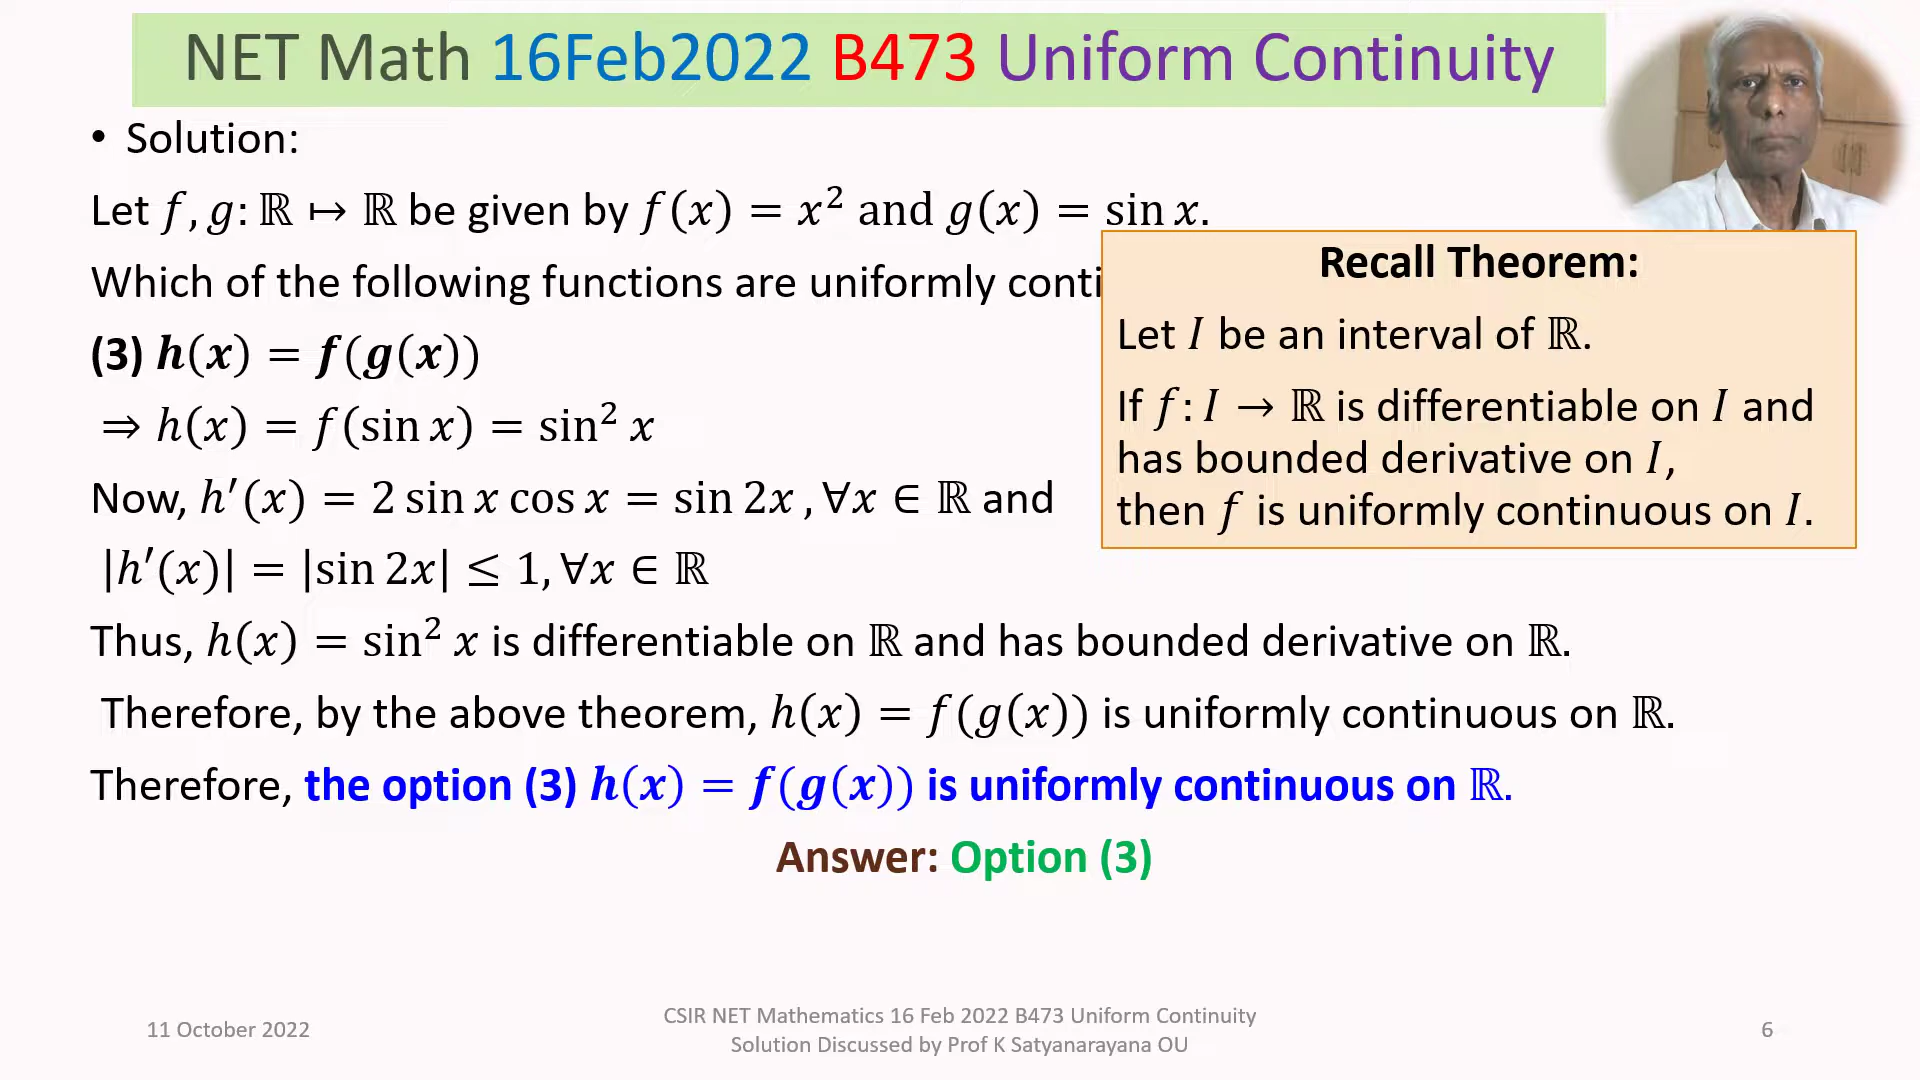 NET Math 16Feb2022 B473 Uniform Continuity
• Solution:
Let f, g: ℝ ↦ ℝ be given by f(x) = x² and g(x) = sin x.
Which of the following functions are uniformly conti
(3) h(x) = f(g(x))
⇒ h(x) = f(sin x) = sin² x
Now, h′(x) = 2 sin x cos x = sin 2x , ∀x ∈ ℝ and
|h′(x)| = |sin 2x| ≤ 1, ∀x ∈ ℝ
Thus, h(x) = sin² x is differentiable on ℝ and has bounded derivative on ℝ.
Therefore, by the above theorem, h(x) = f(g(x)) is uniformly continuous on ℝ.
Therefore, the option (3) h(x) = f(g(x)) is uniformly continuous on ℝ.
Answer: Option (3)
Recall Theorem:
Let I be an interval of ℝ.
If f: I → ℝ is differentiable on I and
has bounded derivative on I,
then f is uniformly continuous on I.
11 October 2022
CSIR NET Mathematics 16 Feb 2022 B473 Uniform Continuity
Solution Discussed by Prof K Satyanarayana OU
6